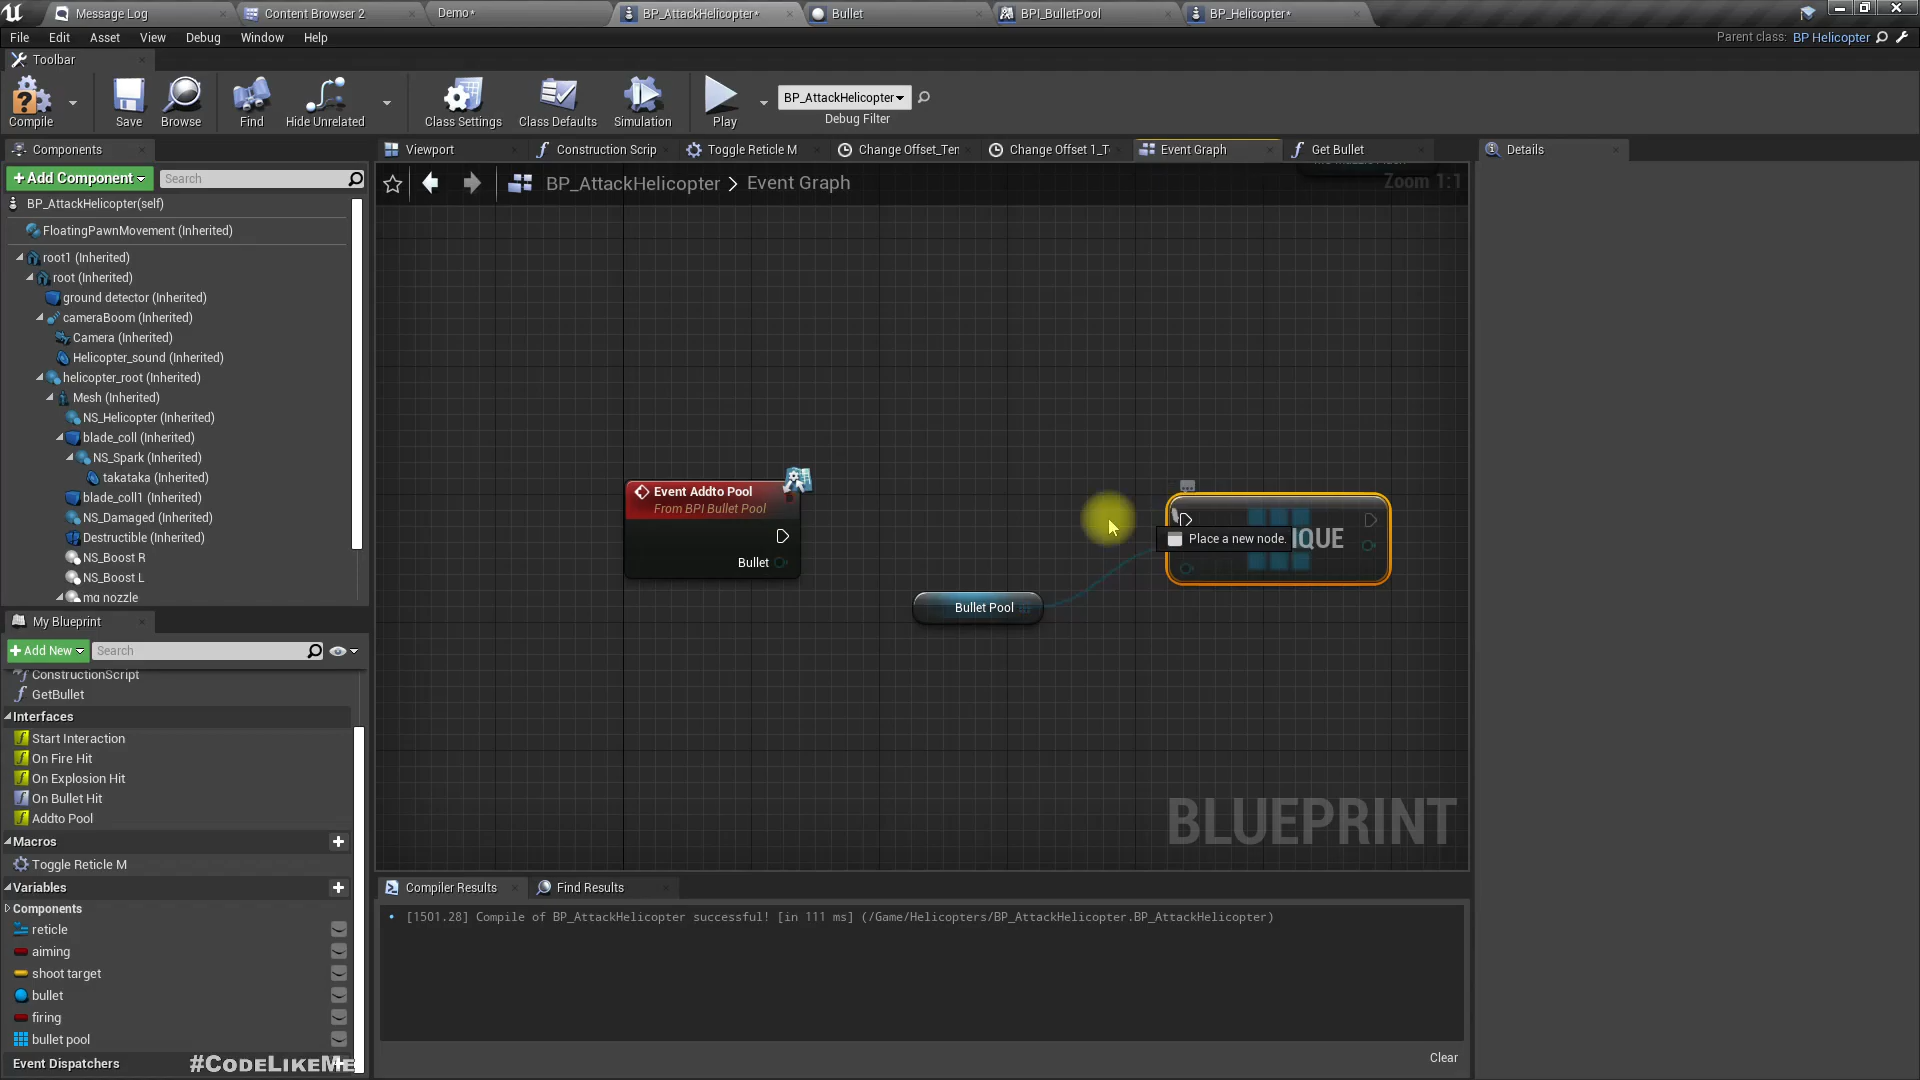 Message Log
Content Browser 2
Demo*
BP_AttackHelicopter*
Bullet
BPI_BulletPool
BP_Helicopter*
File Edit Asset View Debug Window Help
Parent class: BP Helicopter
Toolbar
Compile
Save
Browse
Find
Hide Unrelated
Class Settings
Class Defaults
Simulation
Play
BP_AttackHelicopter
Debug Filter
Components
Viewport
Construction Scrip
Toggle Reticle M
Change Offset_Ten
Change Offset 1_T
Event Graph
Get Bullet
Details
+Add Component
Search
BP_AttackHelicopter > Event Graph
Zoom 1:1
BP_AttackHelicopter(self)
FloatingPawnMovement (Inherited)
root1 (Inherited)
root (Inherited)
ground detector (Inherited)
cameraBoom (Inherited)
Camera (Inherited)
Helicopter_sound (Inherited)
helicopter_root (Inherited)
Mesh (Inherited)
NS_Helicopter (Inherited)
blade_coll (Inherited)
NS_Spark (Inherited)
takataka (Inherited)
blade_coll1 (Inherited)
NS_Damaged (Inherited)
Destructible (Inherited)
NS_Boost R
NS_Boost L
mg nozzle
Event Addto Pool
From BPI Bullet Pool
Bullet
Bullet Pool
IQUE
Place a new node.
BLUEPRINT
My Blueprint
+Add New
Search
ConstructionScript
GetBullet
Interfaces
Start Interaction
On Fire Hit
On Explosion Hit
On Bullet Hit
Addto Pool
Macros
Toggle Reticle M
Variables
Components
reticle
aiming
shoot target
bullet
firing
bullet pool
Event Dispatchers
#CodeLikeMe
Compiler Results
Find Results
[1501.28] Compile of BP_AttackHelicopter successful! [in 111 ms] (/Game/Helicopters/BP_AttackHelicopter.BP_AttackHelicopter)
Clear